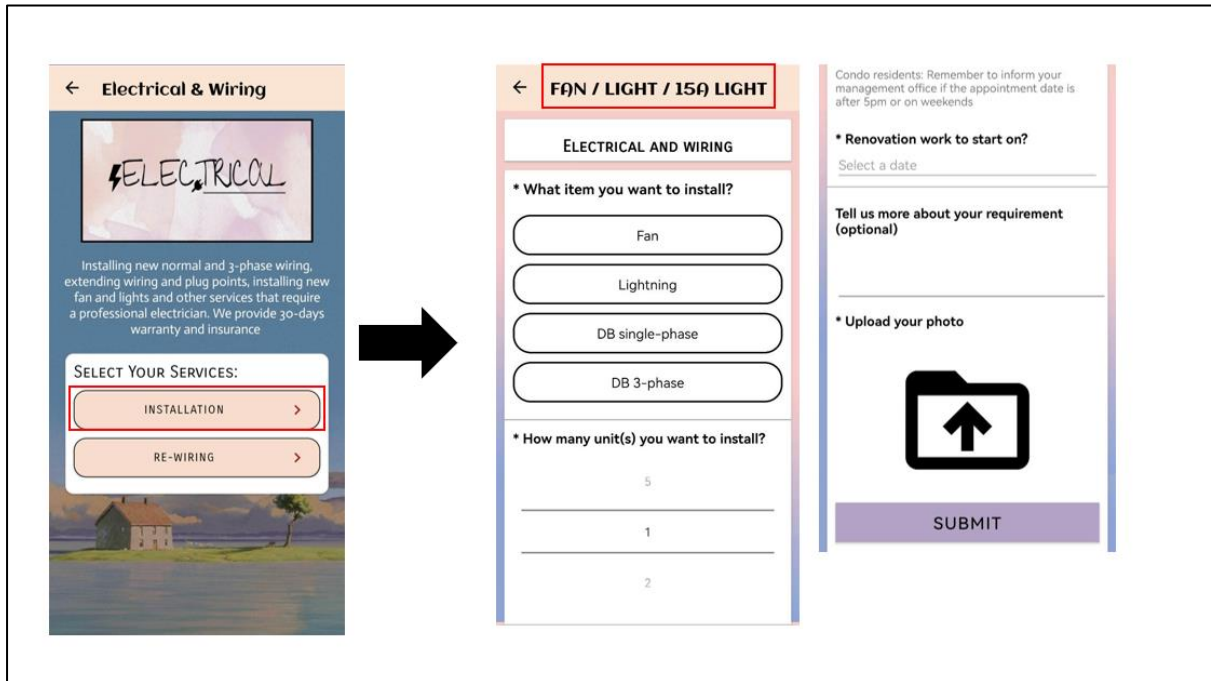 ← Electrical & Wiring
ELECTRICAL
Installing new normal and 3-phase wiring,
extending wiring and plug points, installing new
fan and lights and other services that require
a professional electrician. We provide 30-days
warranty and insurance
SELECT YOUR SERVICES:
INSTALLATION >
RE-WIRING >
← FAN / LIGHT / 15A LIGHT
ELECTRICAL AND WIRING
* What item you want to install?
Fan
Lightning
DB single-phase
DB 3-phase
* How many unit(s) you want to install?
5
1
2
Condo residents: Remember to inform your
management office if the appointment date is
after 5pm or on weekends
* Renovation work to start on?
Select a date
Tell us more about your requirement
(optional)
* Upload your photo
SUBMIT